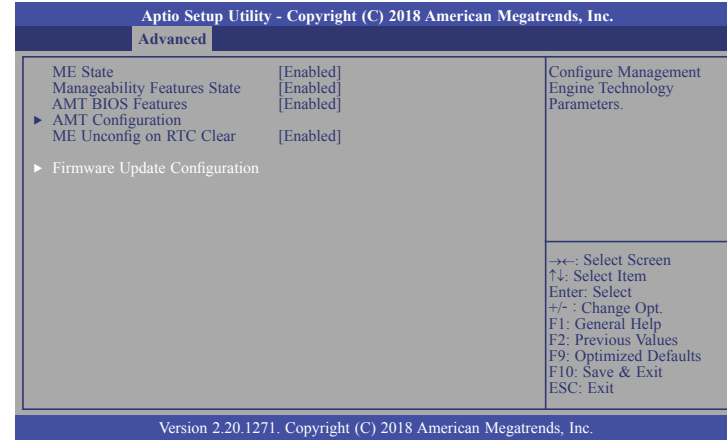 Aptio Setup Utility - Copyright (C) 2018 American Megatrends, Inc.
Advanced
ME State [Enabled]
Manageability Features State [Enabled]
AMT BIOS Features [Enabled]
► AMT Configuration
ME Unconfig on RTC Clear [Enabled]
► Firmware Update Configuration
Configure Management
Engine Technology
Parameters.
→←: Select Screen
↑↓: Select Item
Enter: Select
+/- : Change Opt.
F1: General Help
F2: Previous Values
F9: Optimized Defaults
F10: Save & Exit
ESC: Exit
Version 2.20.1271. Copyright (C) 2018 American Megatrends, Inc.